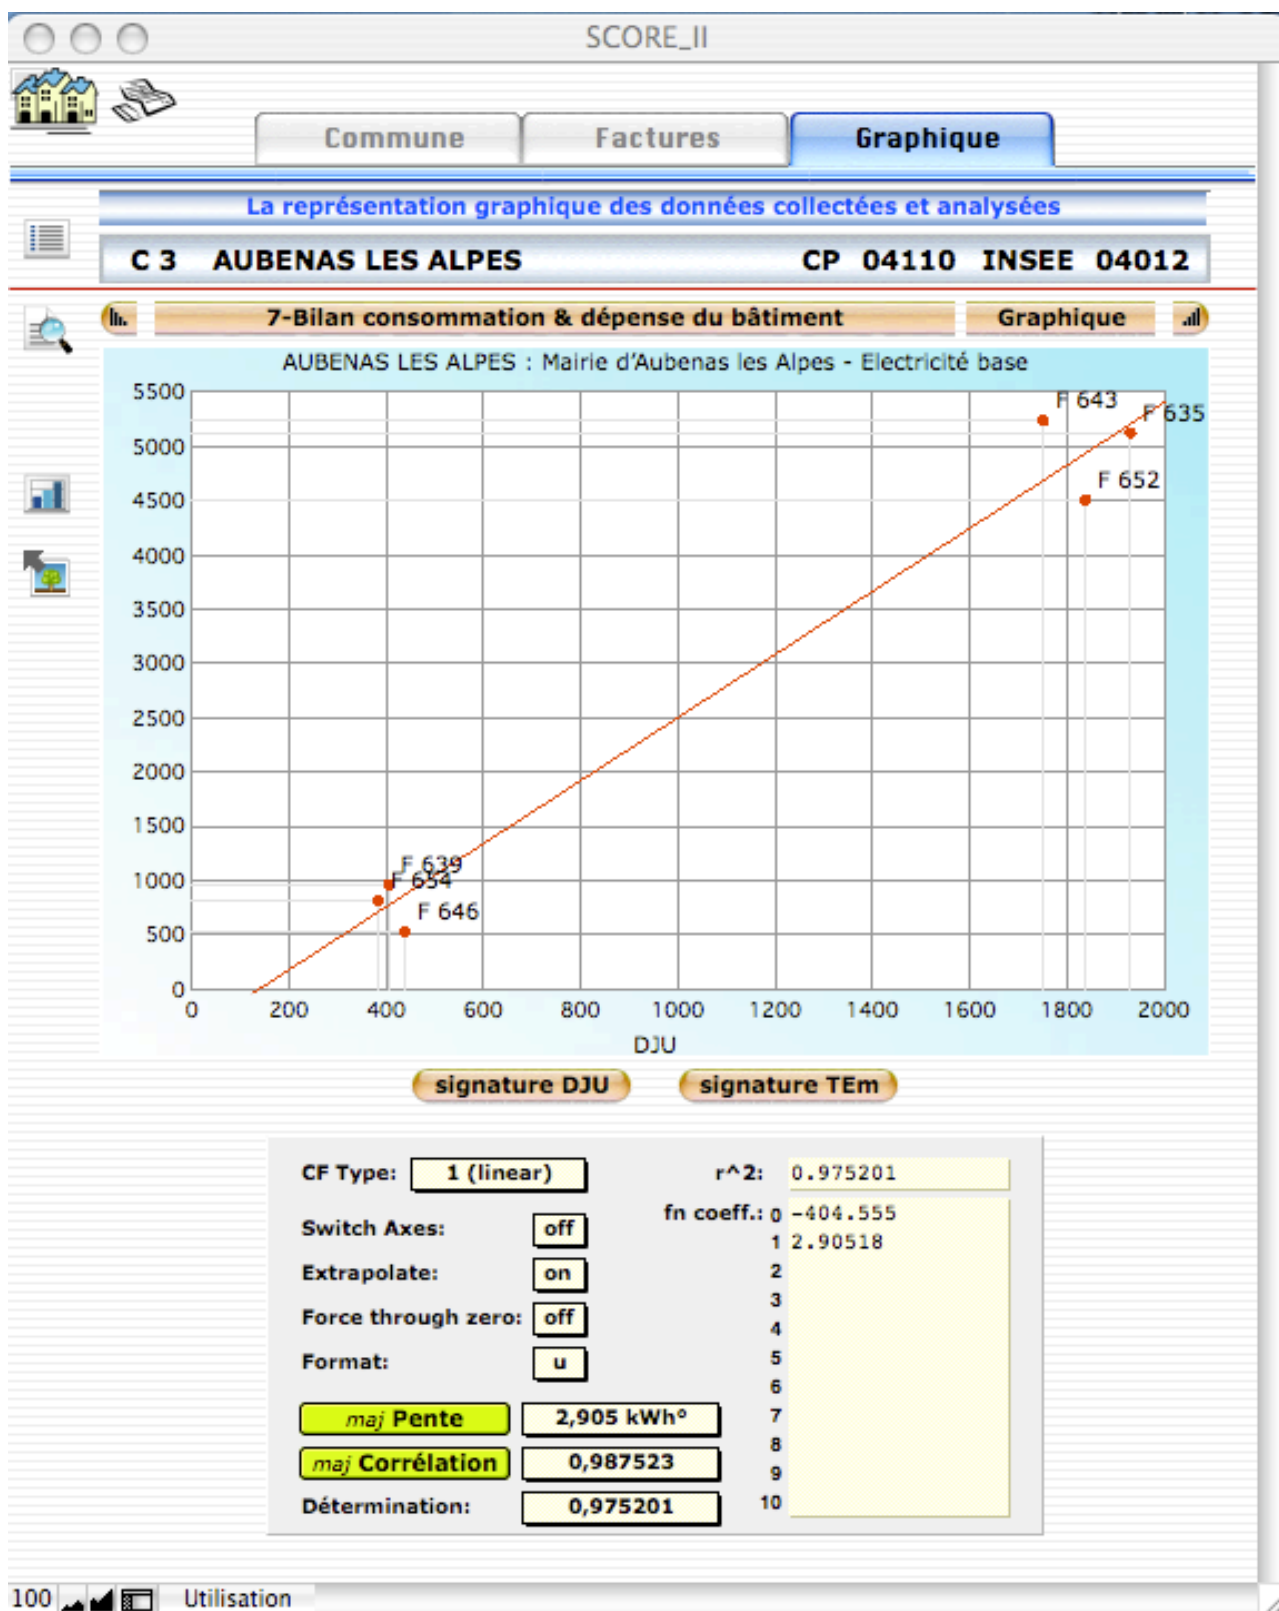 SCORE_II
Commune Factures Graphique
La représentation graphique des données collectées et analysées
C 3 AUBENAS LES ALPES CP 04110 INSEE 04012
7-Bilan consommation & dépense du bâtiment Graphique
AUBENAS LES ALPES : Mairie d'Aubenas les Alpes - Electricité base
5500
F 643
F 635
5000
F 652
4500
4000
3500
3000
2500
2000
1500
F 639
1000
F 654
F 646
500
0
0 200 400 600 800 1000 1200 1400 1600 1800 2000
DJU
signature DJU signature TEm
CF Type: 1 (linear) r^2: 0.975201
fn coeff.: 0 -404.555
Switch Axes: off
1 2.90518
Extrapolate: on 2
3
Force through zero: off
4
Format: u 5
6
maj Pente 2,905 kWh° 7
8
maj Corrélation 0,987523
9
Détermination: 0,975201 10
100 Utilisation